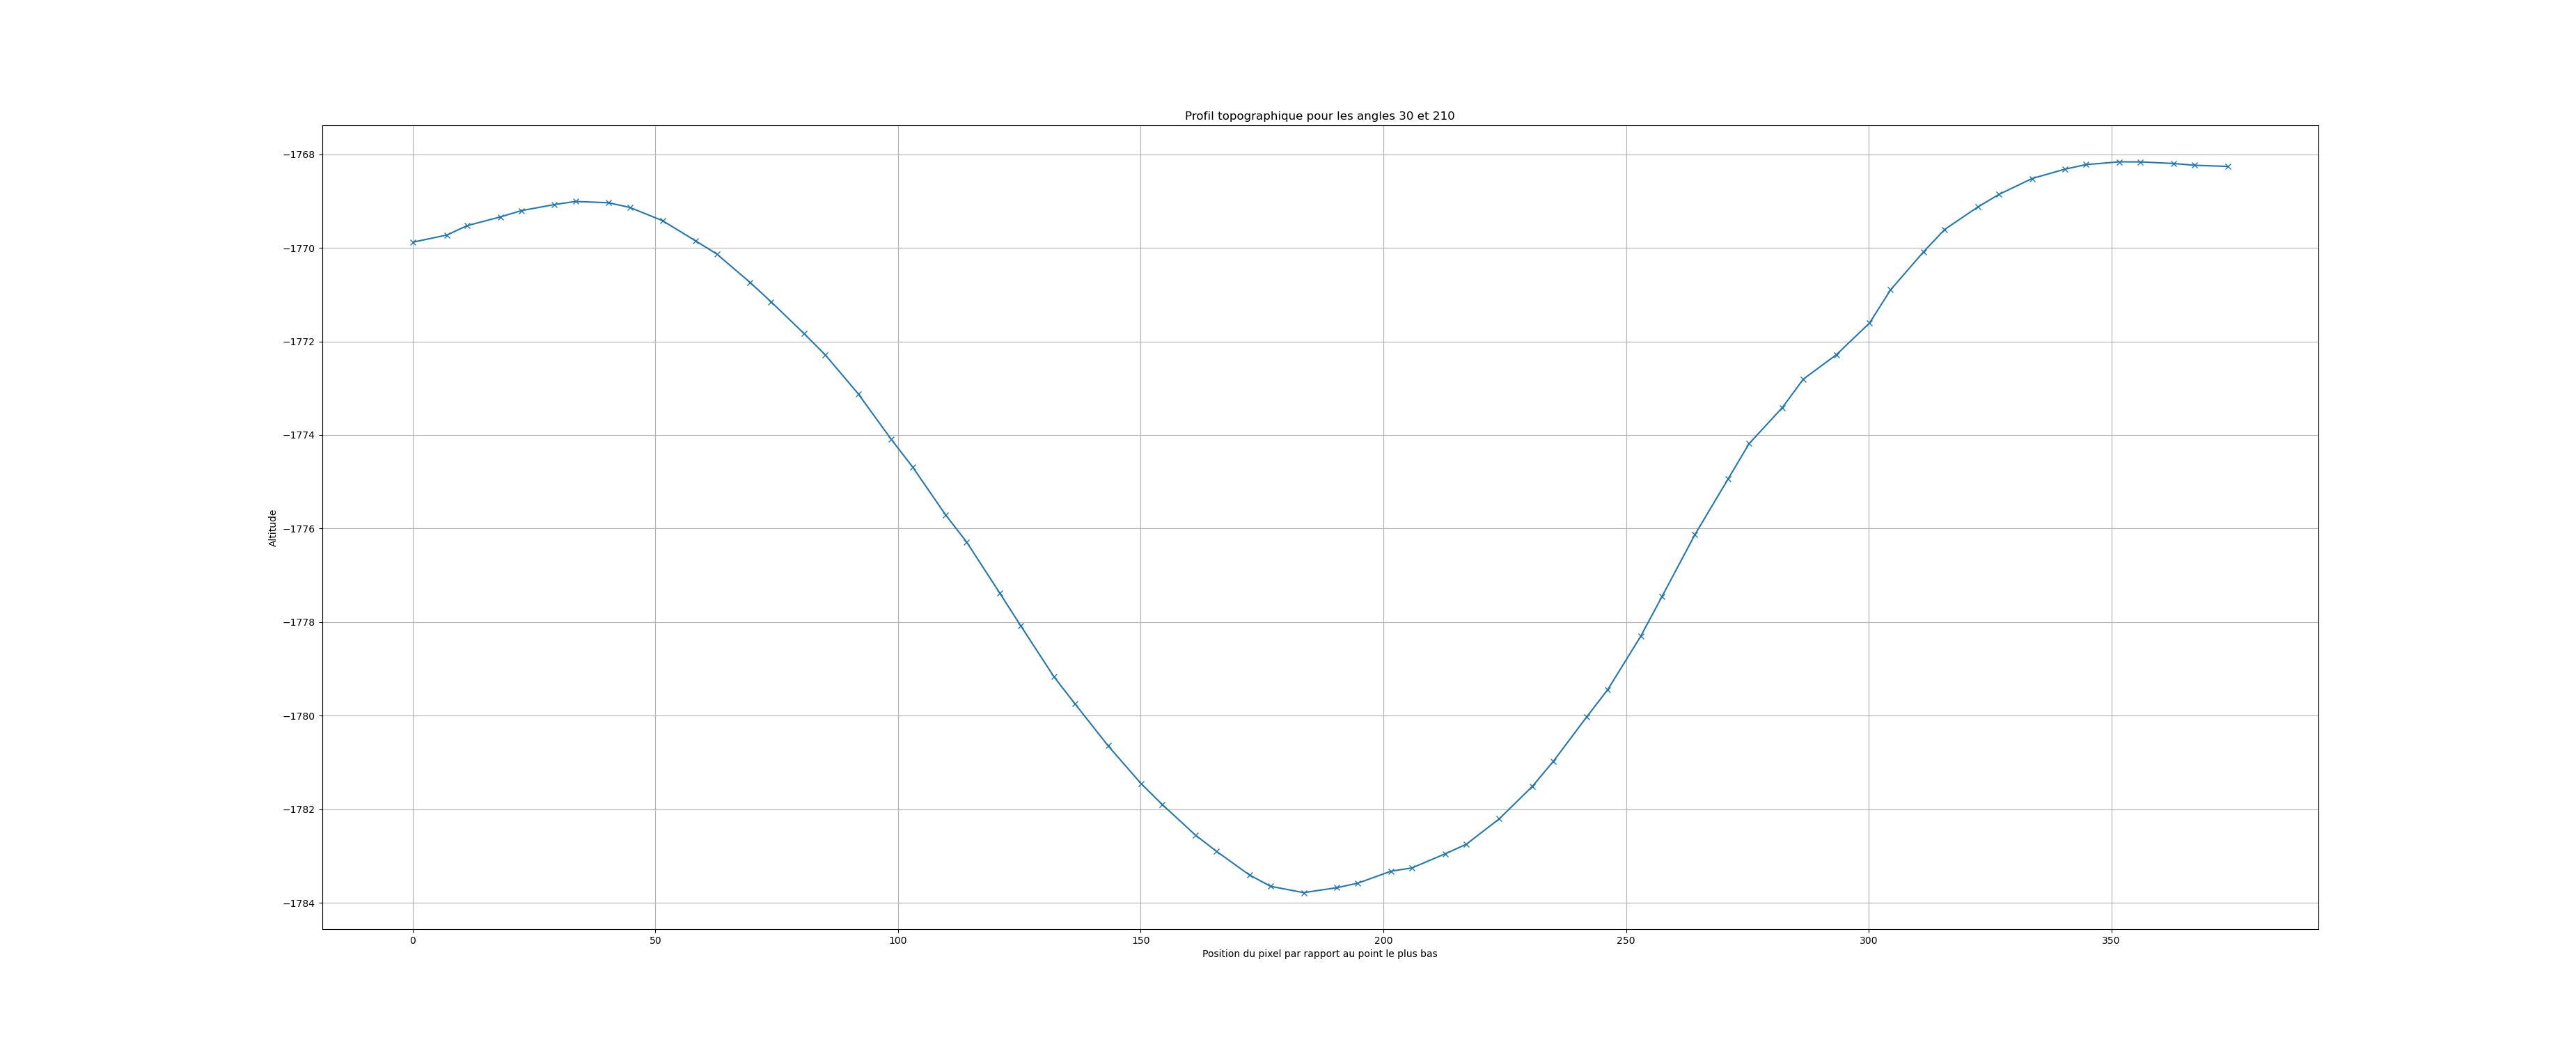 Profil topographique pour les angles 30 et 210
−1768
−1770
−1772
−1774
−1776
−1778
−1780
−1782
−1784
Altitude
0 50 100 150 200 250 300 350
Position du pixel par rapport au point le plus bas